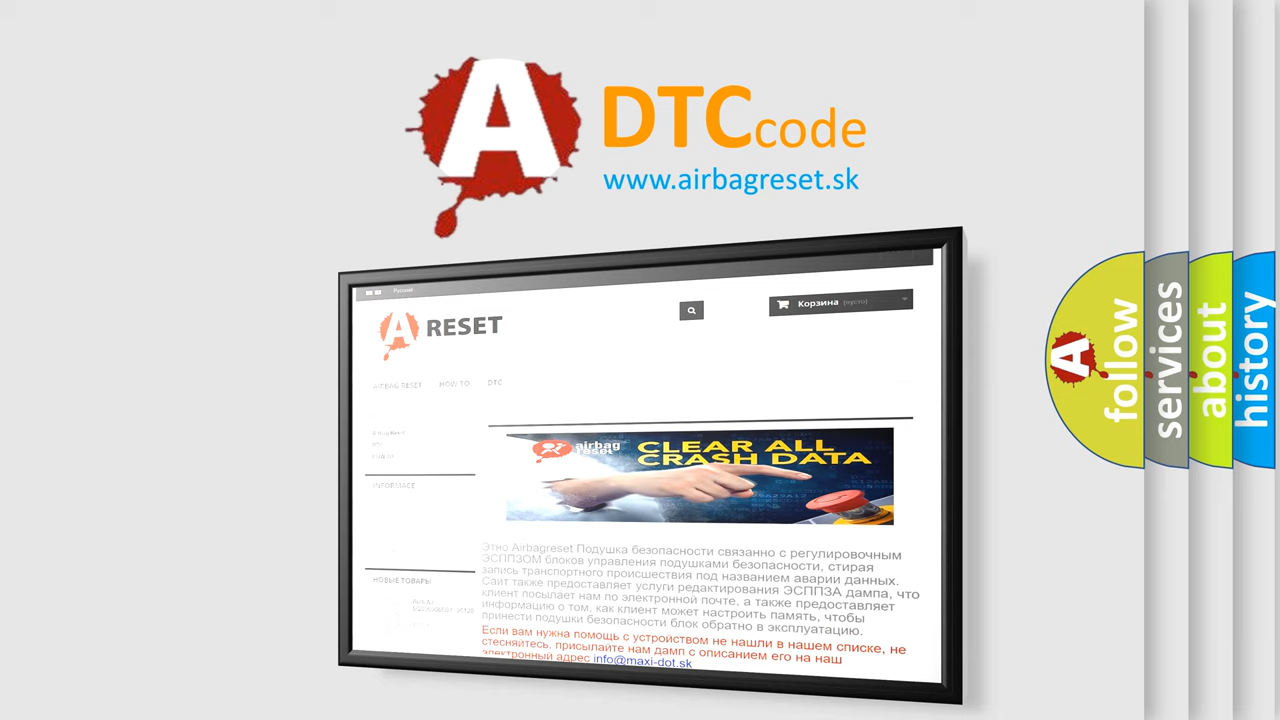 A
DTCcode
www.airbagreset.sk
Русский
A RESET
Корзина (пусто)
AIRBAG RESET HOW TO DTC
DTC
INFORMACE
airbag
reset
CLEAR ALL
CRASH DATA
Этно Airbagreset Подушка безопасности связанно с регулировочным
ЭСППЗОМ блоков управления подушками безопасности, стирая
запись транспортного происшествия под названием аварии данных.
Сайт также предоставляет услуги редактирования ЭСППЗА дампа, что
клиент посылает нам по электронной почте, а также предоставляет
информацию о том, как клиент может настроить память, чтобы
принести подушки безопасности блок обратно в эксплуатацию.
Если вам нужна помощь с устройством не нашли в нашем списке, не
стесняйтесь, присылайте нам дамп с описанием его на наш
электронный адрес info@maxi-dot.sk
НОВЫЕ ТОВАРЫ
A
follow
services
about
history